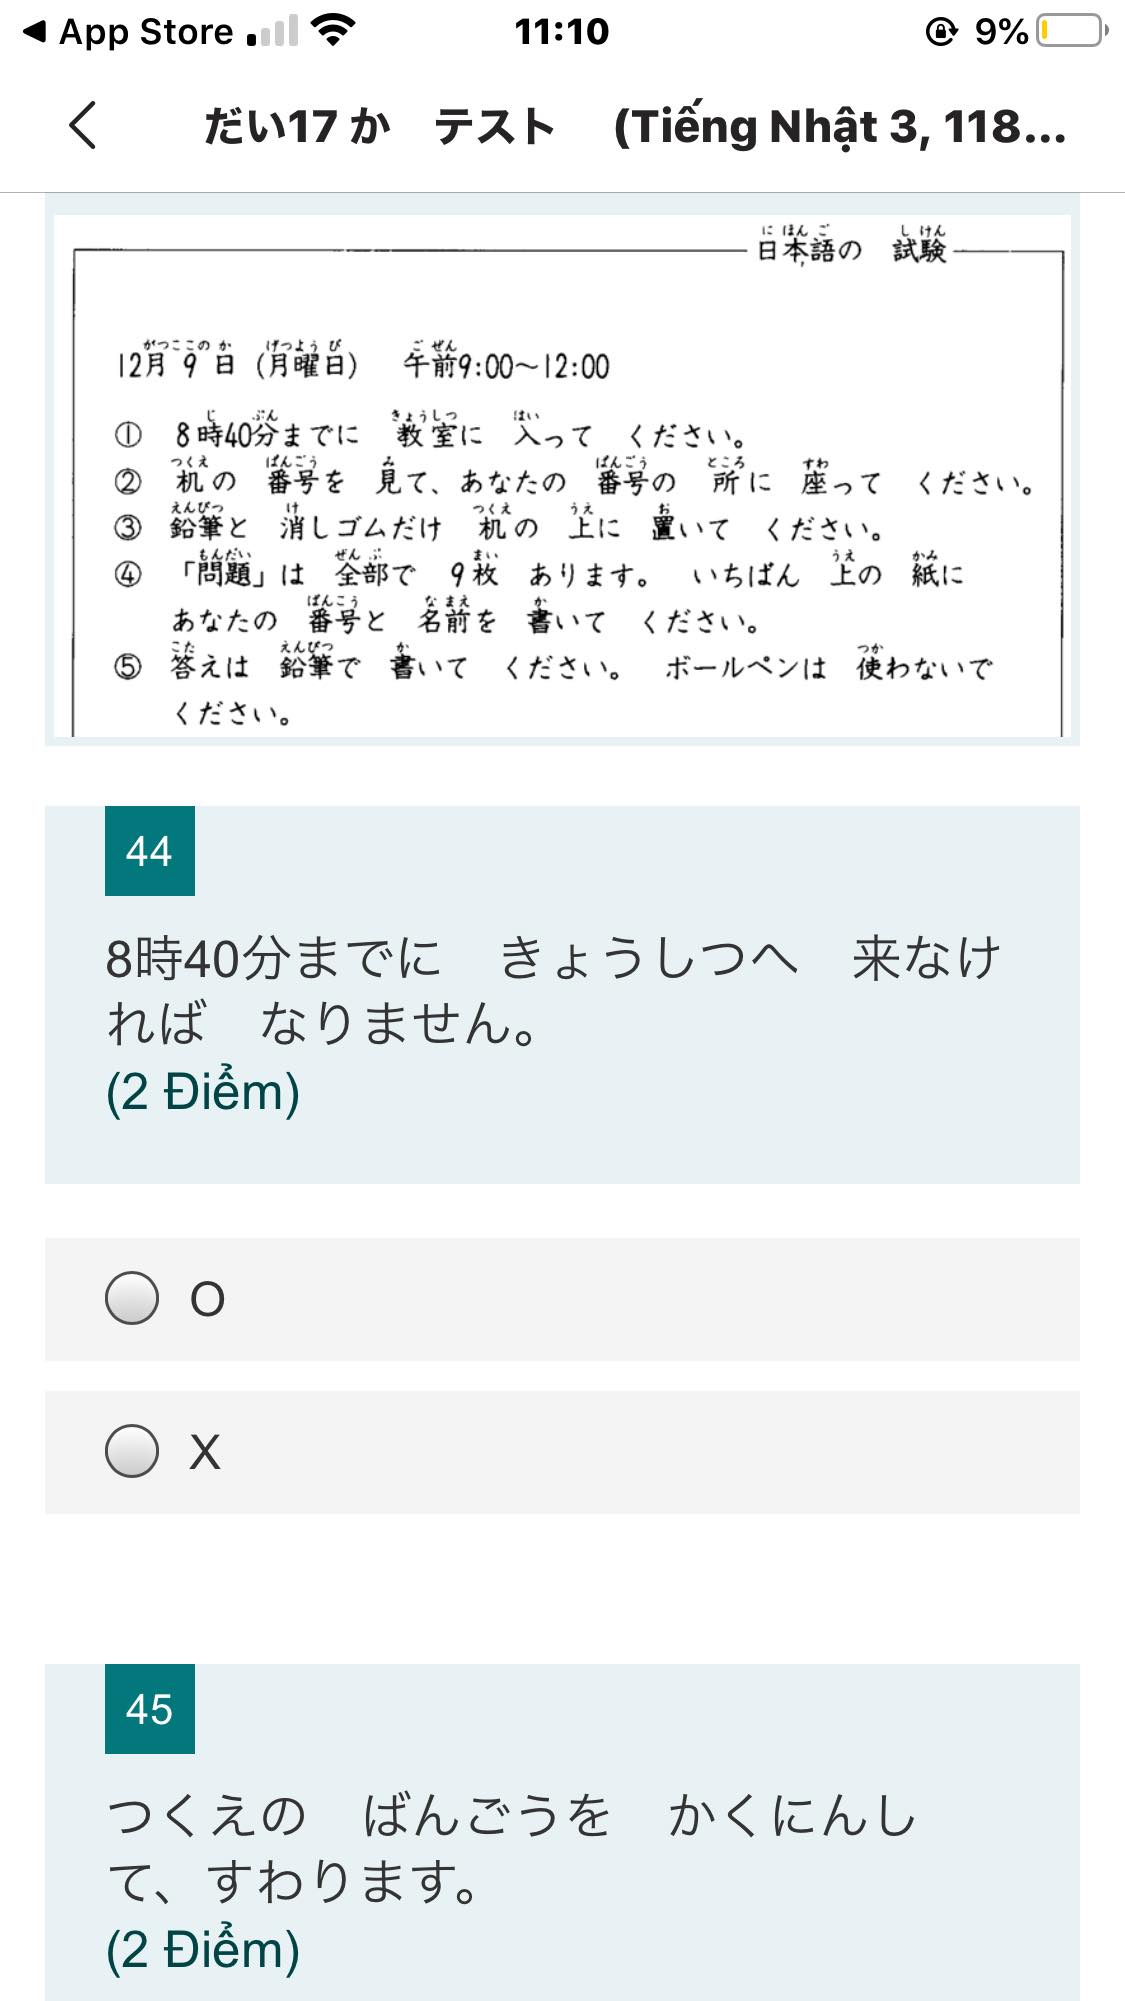 App Store 11:10 9%
だい17 か　テスト　(Tiếng Nhật 3, 118...
日本語の　試験
12月 9 日（月曜日）　午前9:00～12:00
① 8時40分までに　教室に　入って　ください。
② 机の　番号を　見て、あなたの　番号の　所に　座って　ください。
③ 鉛筆と　消しゴムだけ　机の　上に　置いて　ください。
④ 「問題」は　全部で　9枚　あります。　いちばん　上の　紙に
あなたの　番号と　名前を　書いて　ください。
⑤ 答えは　鉛筆で　書いて　ください。　ボールペンは　使わないで
ください。
44
8時40分までに　きょうしつへ　来なけ
れば　なりません。
(2 Điểm)
O
X
45
つくえの　ばんごうを　かくにんし
て、すわります。
(2 Điểm)